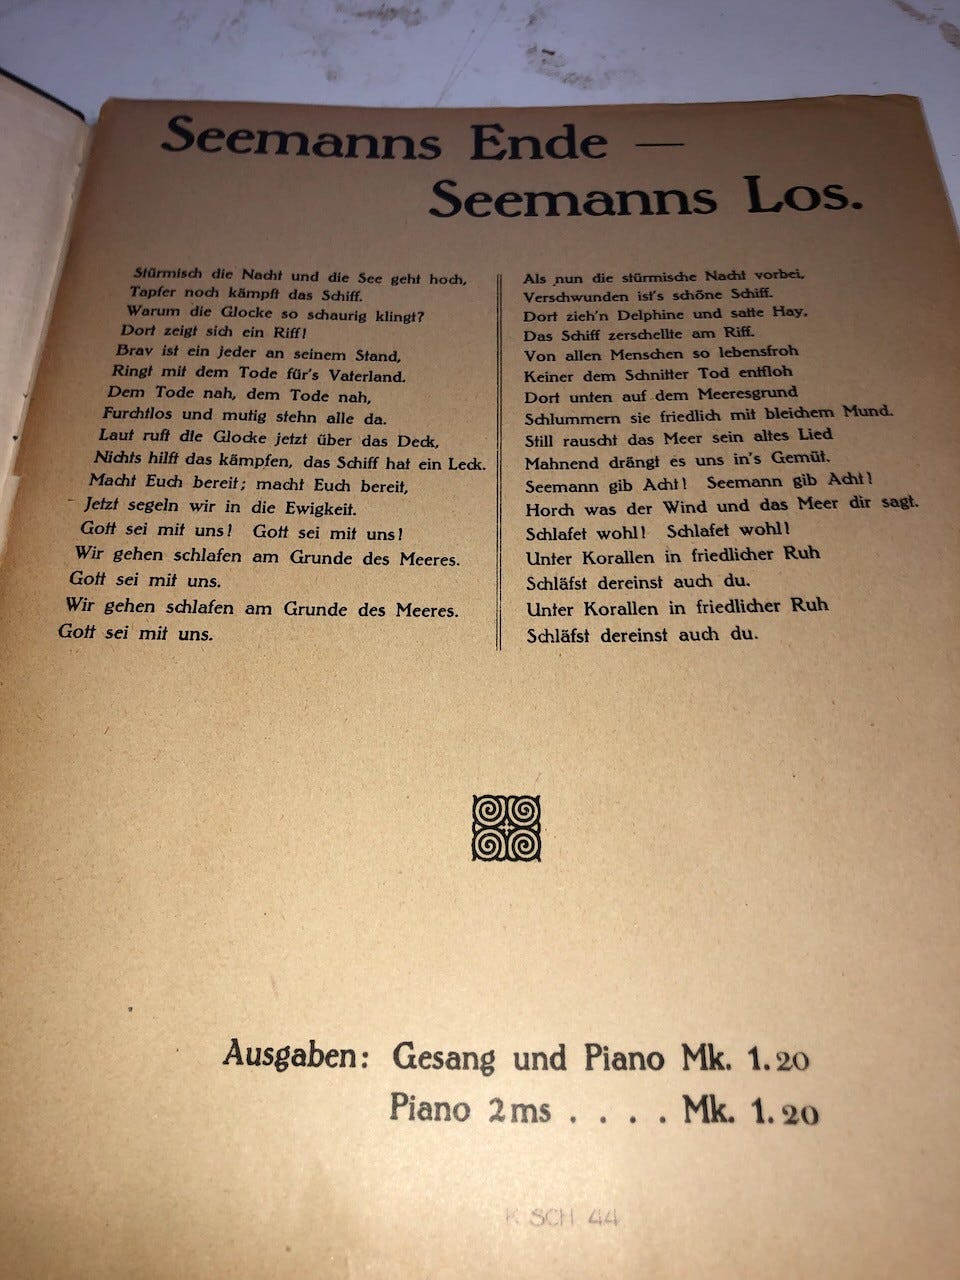 Seemanns Ende —
Seemanns Los.
Stürmisch die Nacht und die See geht hoch,
Tapfer noch kämpft das Schiff.
Warum die Glocke so schaurig klingt?
Dort zeigt sich ein Riff!
Brav ist ein jeder an seinem Stand,
Ringt mit dem Tode für's Vaterland.
Dem Tode nah, dem Tode nah,
Furchtlos und mutig stehn alle da.
Laut ruft die Glocke jetzt über das Deck,
Nichts hilft das kämpfen, das Schiff hat ein Leck.
Macht Euch bereit; macht Euch bereit,
Jetzt segeln wir in die Ewigkeit.
Gott sei mit uns! Gott sei mit uns!
Wir gehen schlafen am Grunde des Meeres.
Gott sei mit uns.
Wir gehen schlafen am Grunde des Meeres.
Gott sei mit uns.
Als nun die stürmische Nacht vorbei,
Verschwunden ist's schöne Schiff.
Dort zieh'n Delphine und satte Hay,
Das Schiff zerschellte am Riff.
Von allen Menschen so lebensfroh
Keiner dem Schnitter Tod entfloh
Dort unten auf dem Meeresgrund
Schlummern sie friedlich mit bleichem Mund.
Still rauscht das Meer sein altes Lied
Mahnend drängt es uns in's Gemüt.
Seemann gib Acht! Seemann gib Acht!
Horch was der Wind und das Meer dir sagt.
Schlafet wohl! Schlafet wohl!
Unter Korallen in friedlicher Ruh
Schläfst dereinst auch du.
Unter Korallen in friedlicher Ruh
Schläfst dereinst auch du.
Ausgaben: Gesang und Piano Mk. 1.20
Piano 2ms . . . . Mk. 1.20
K SCH 44